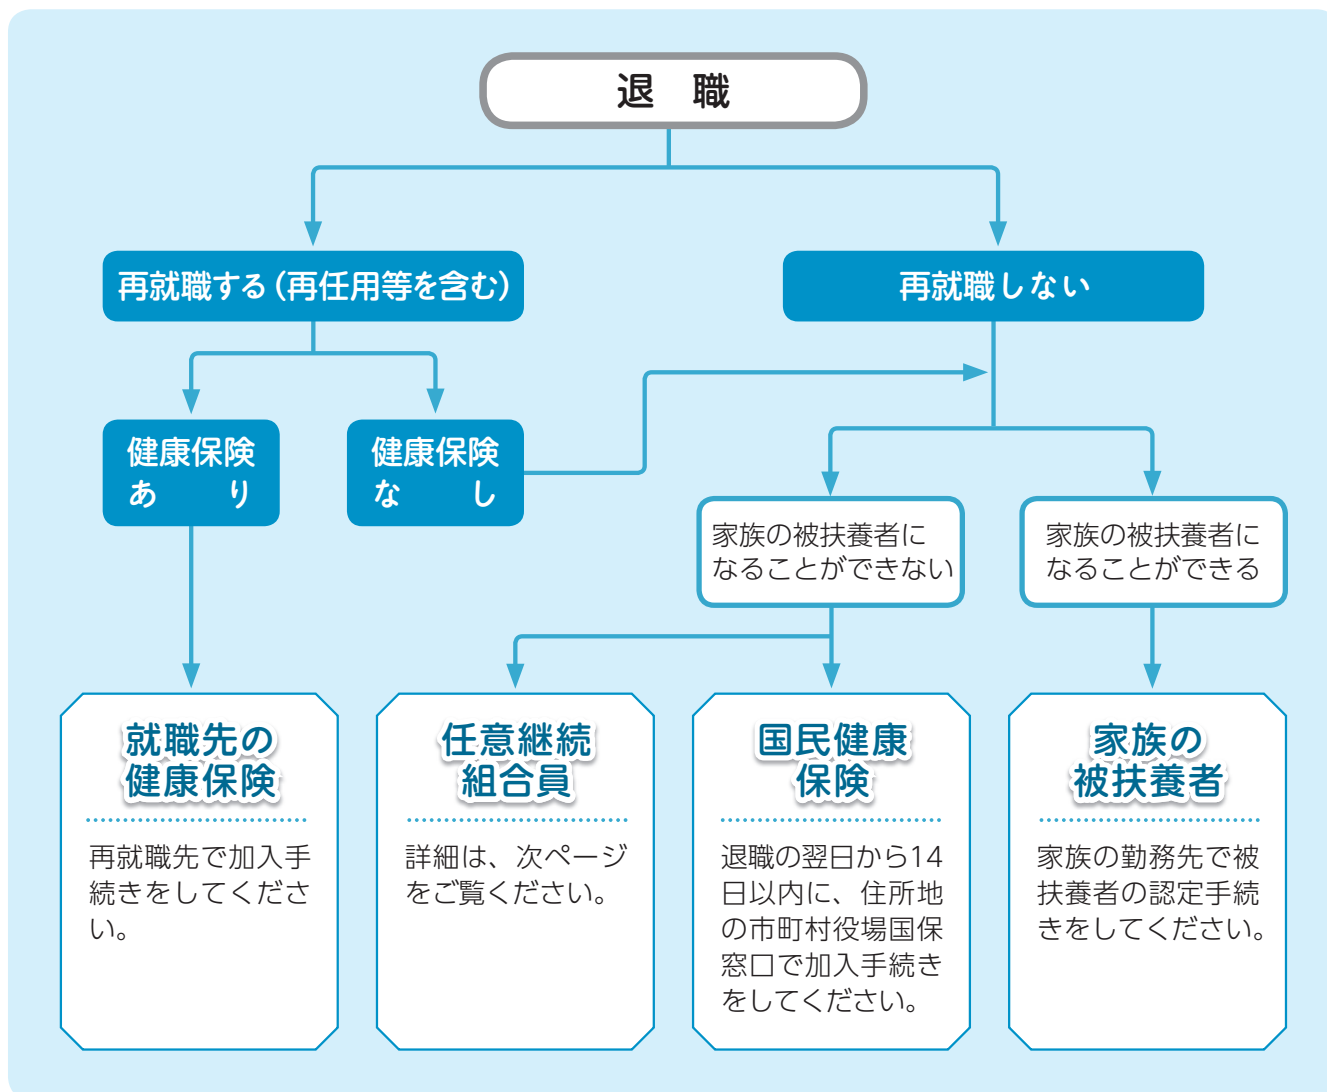 退　職
再就職する（再任用等を含む）
再就職しない
健康保険
あ　り
健康保険
な　し
家族の被扶養者に
なることができない
家族の被扶養者に
なることができる
就職先の
健康保険
再就職先で加入手
続きをしてくださ
い。
任意継続
組合員
詳細は、次ページ
をご覧ください。
国民健康
保険
退職の翌日から14
日以内に、住所地
の市町村役場国保
窓口で加入手続き
をしてください。
家族の
被扶養者
家族の勤務先で被
扶養者の認定手続
きをしてください。